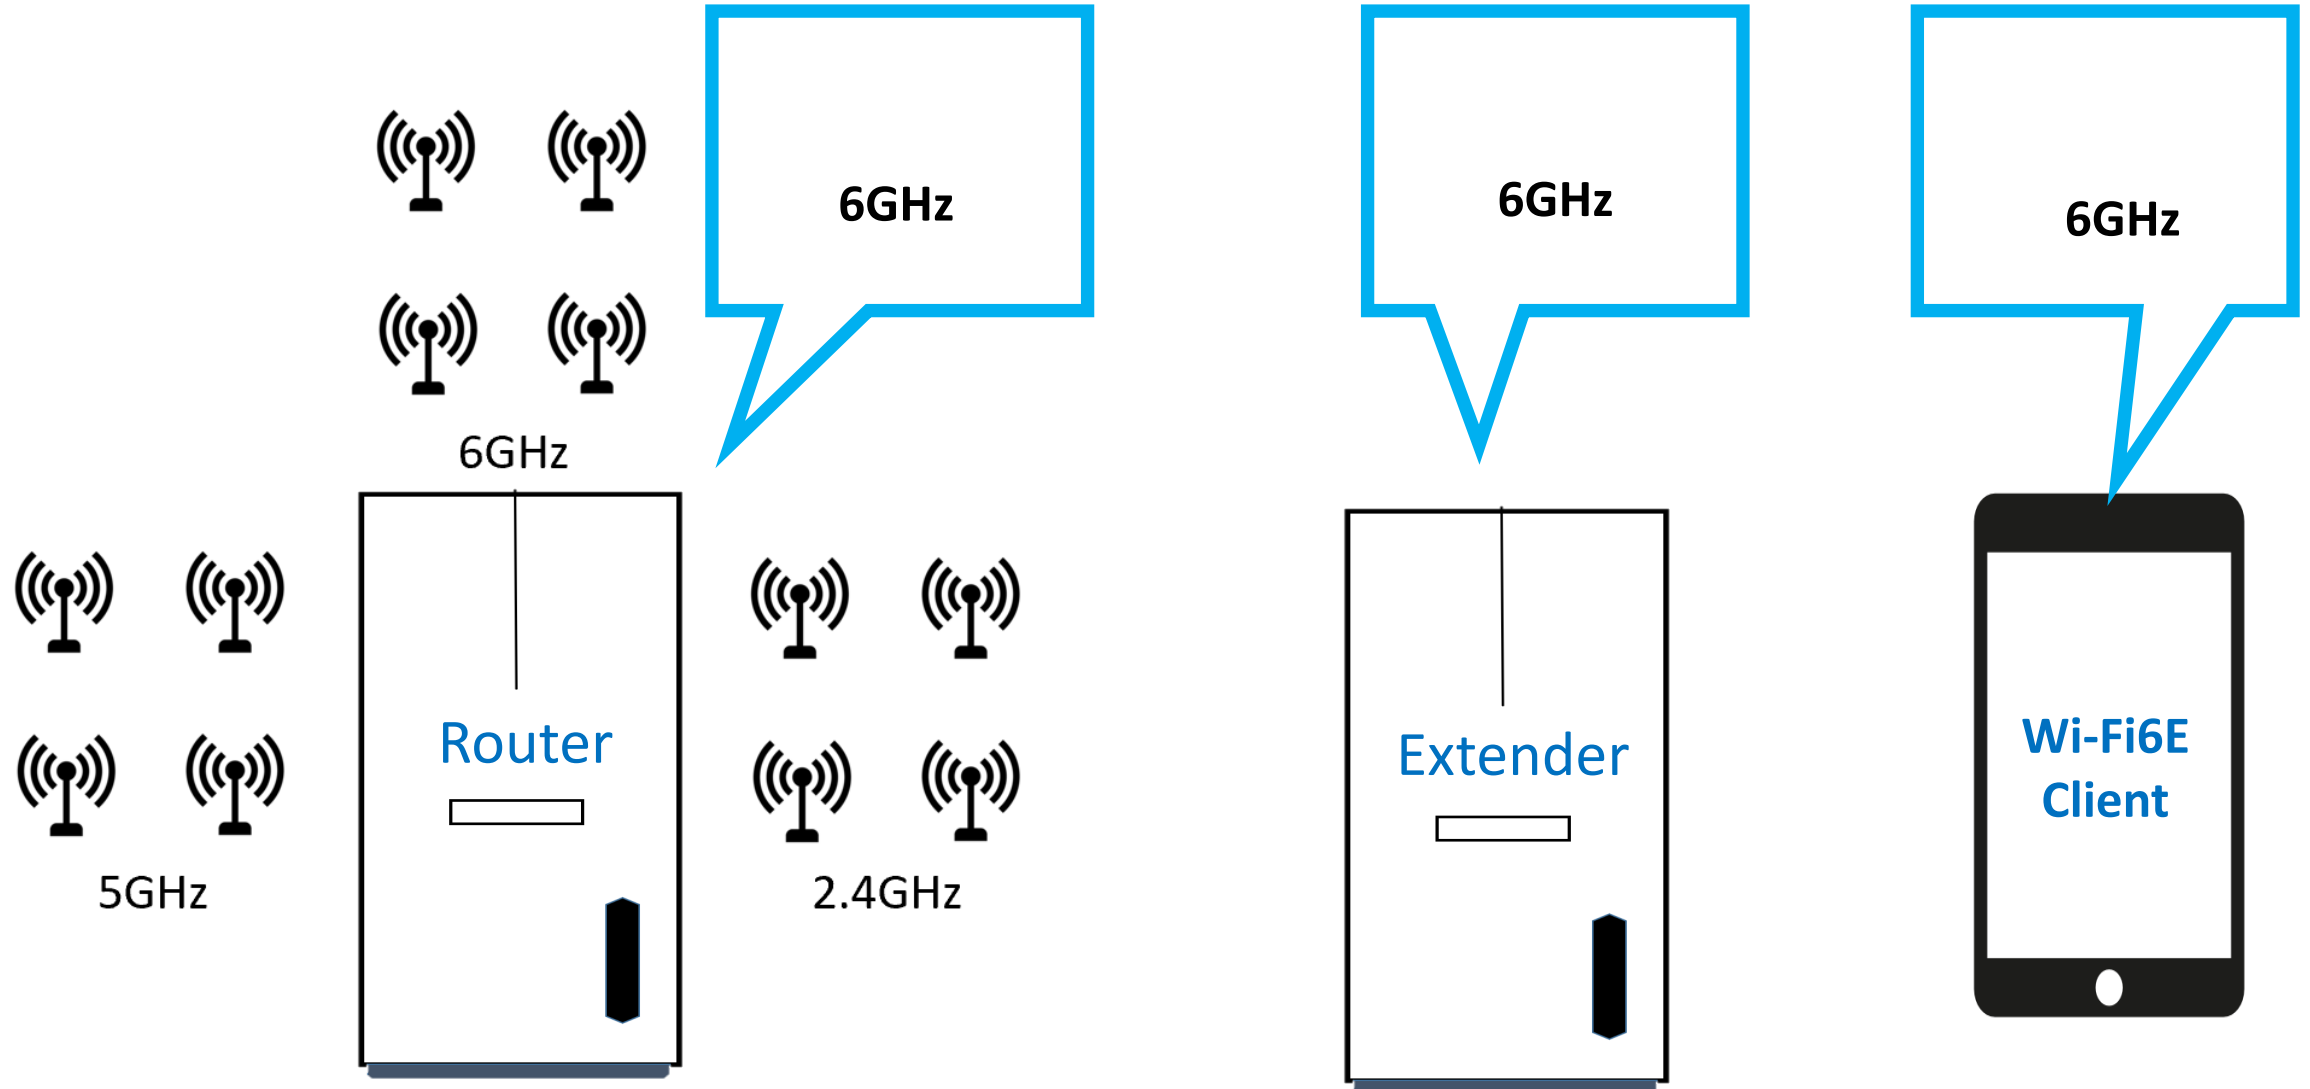 6GHz
6GHz
6GHz
6GHz
Router
Extender
Wi-Fi6E
Client
5GHz
2.4GHz